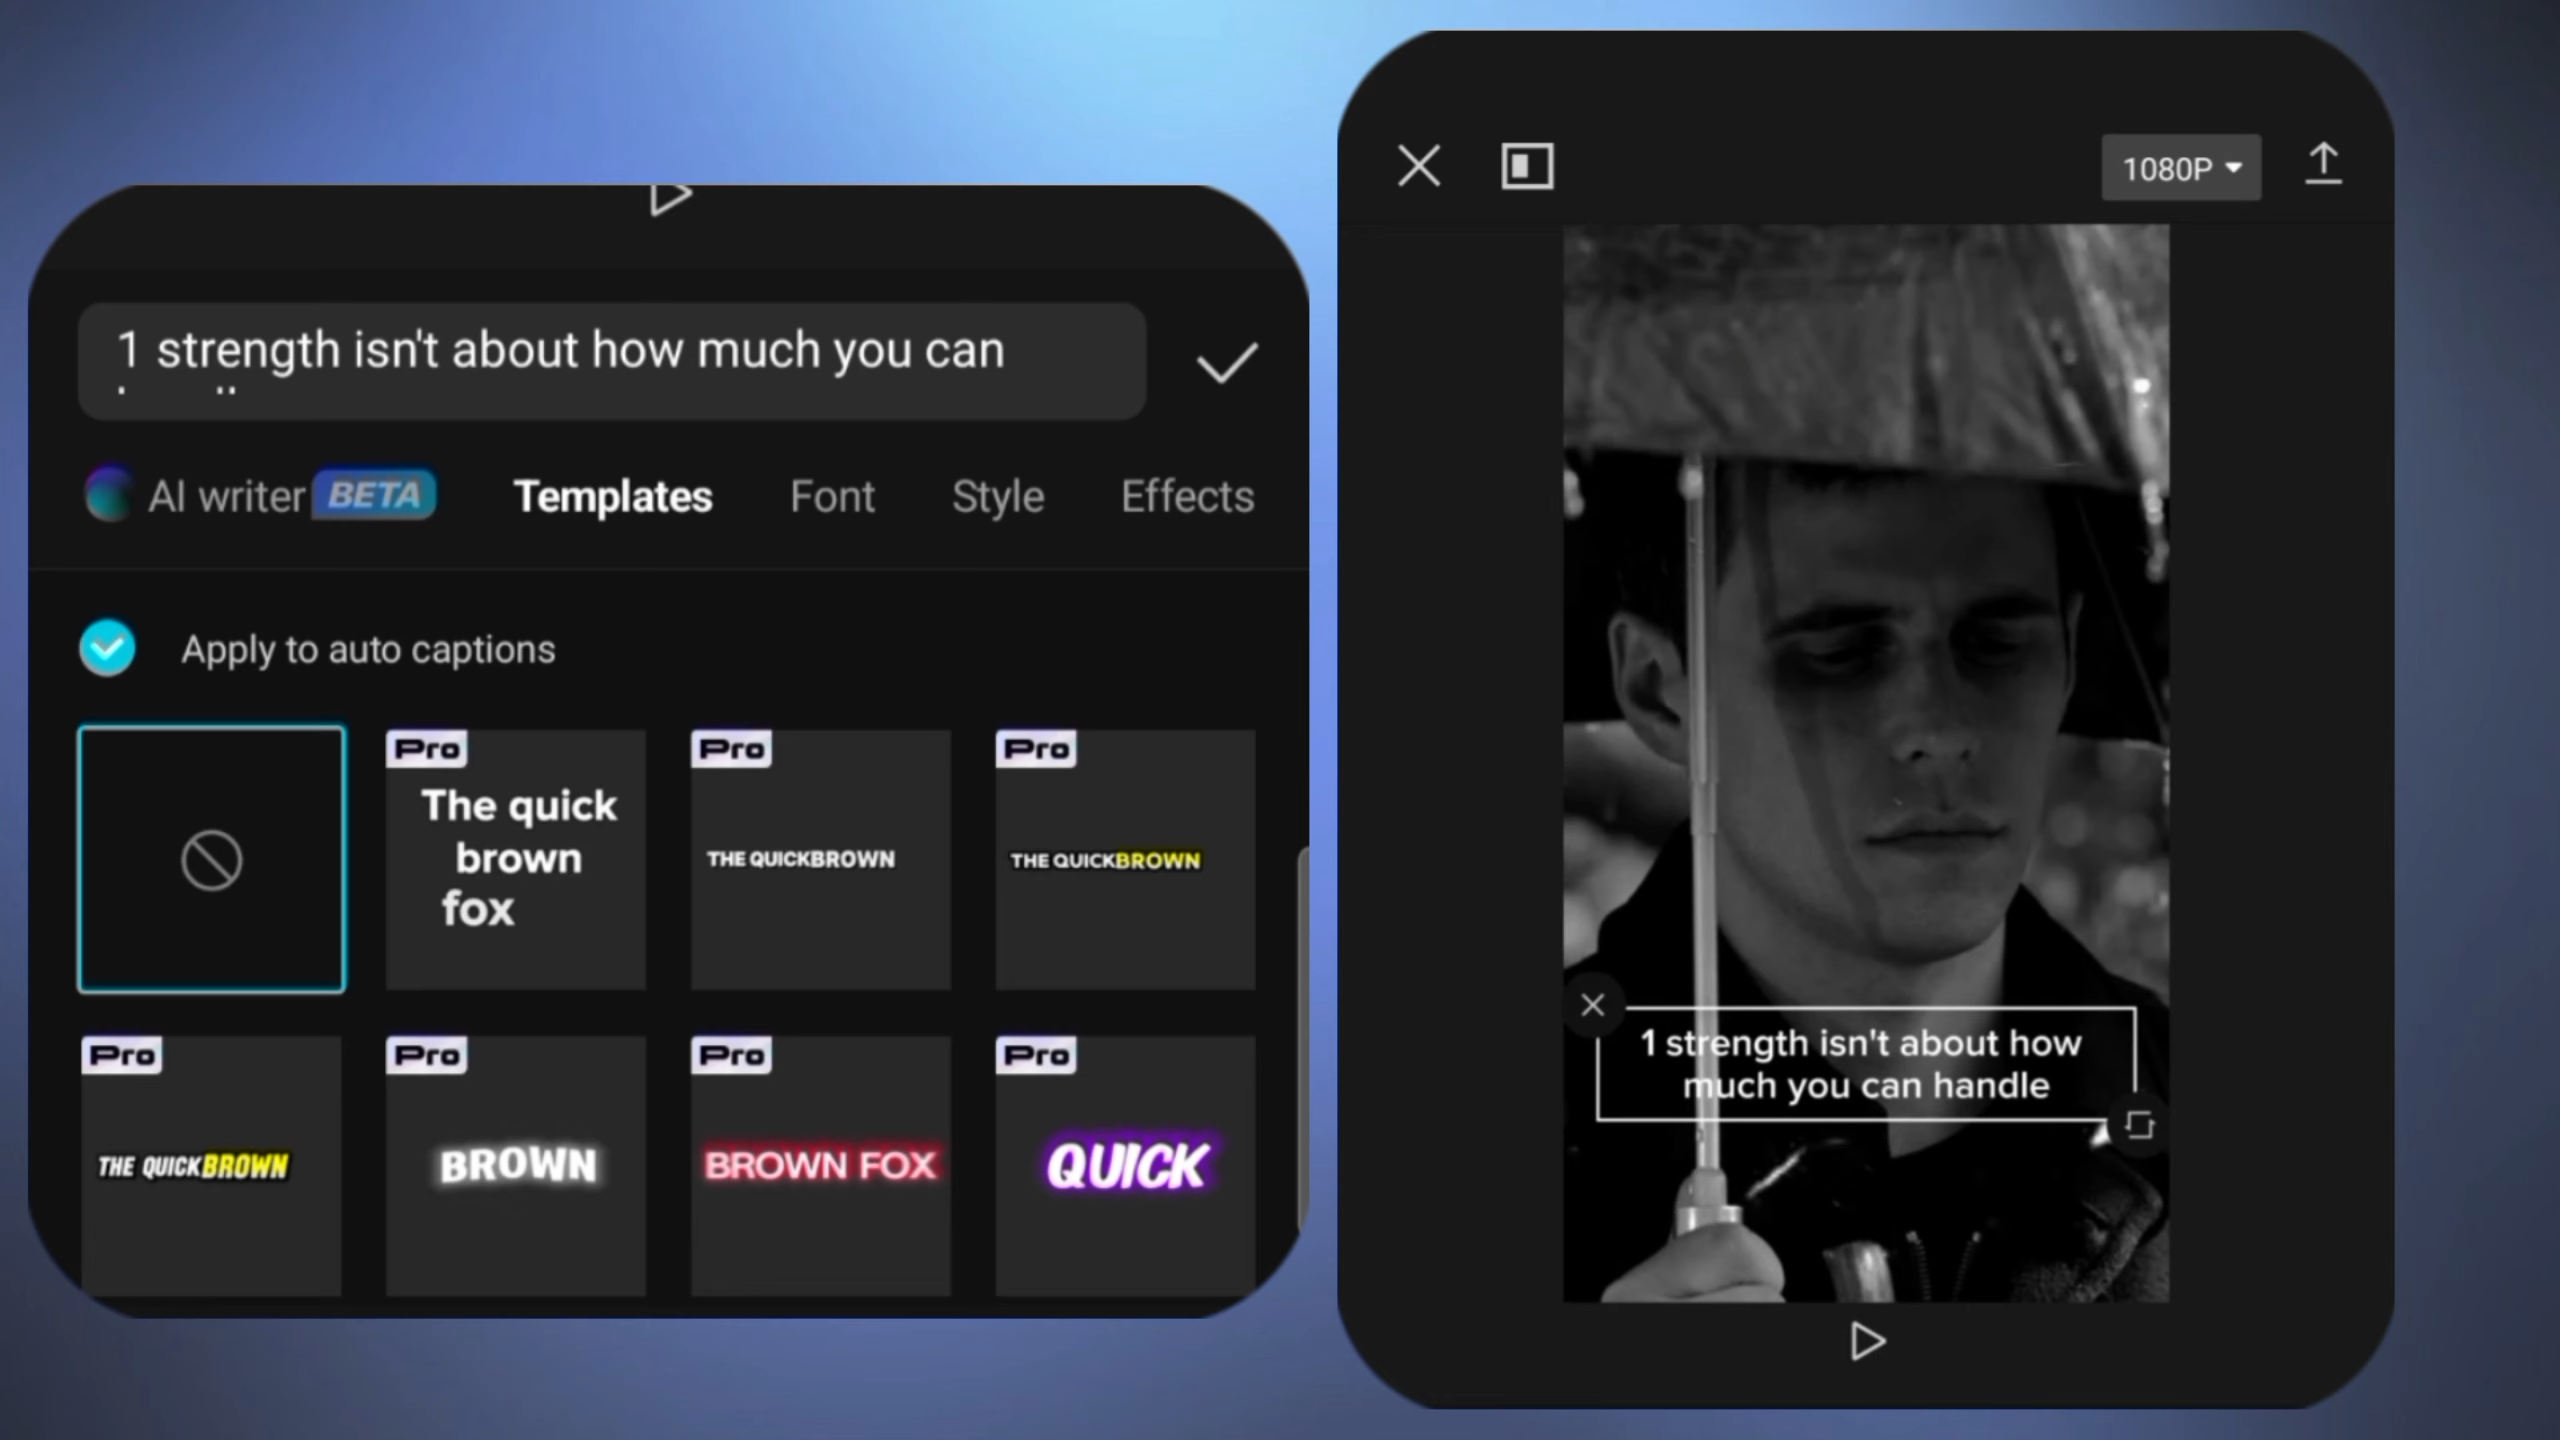 1 strength isn't about how much you can
AI writer BETA Templates Font Style Effects
Apply to auto captions
Pro
The quick
brown
fox
Pro
THE QUICKBROWN
Pro
THE QUICKBROWN
Pro
THE QUICKBROWN
Pro
BROWN
Pro
BROWN FOX
Pro
QUICK
1080P
1 strength isn't about how
much you can handle